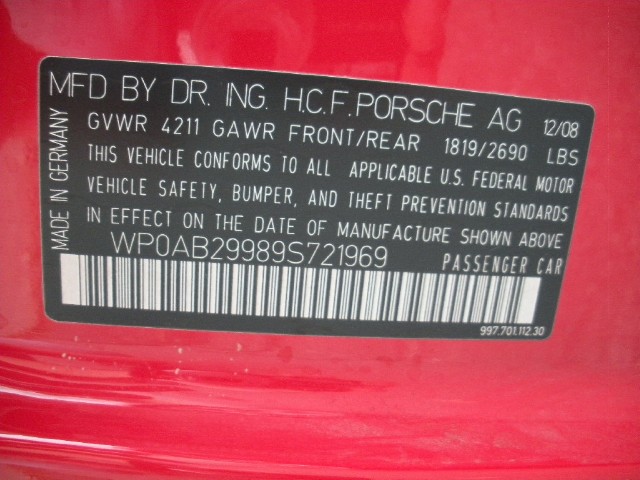 MFD BY DR. ING. H.C.F. PORSCHE AG 12/08
GVWR 4211 GAWR FRONT/REAR 1819/2690 LBS
THIS VEHICLE CONFORMS TO ALL APPLICABLE U.S. FEDERAL MOTOR
VEHICLE SAFETY, BUMPER, AND THEFT PREVENTION STANDARDS
IN EFFECT ON THE DATE OF MANUFACTURE SHOWN ABOVE
WP0AB29989S721969 PASSENGER CAR
997.701.112.30
MADE IN GERMANY